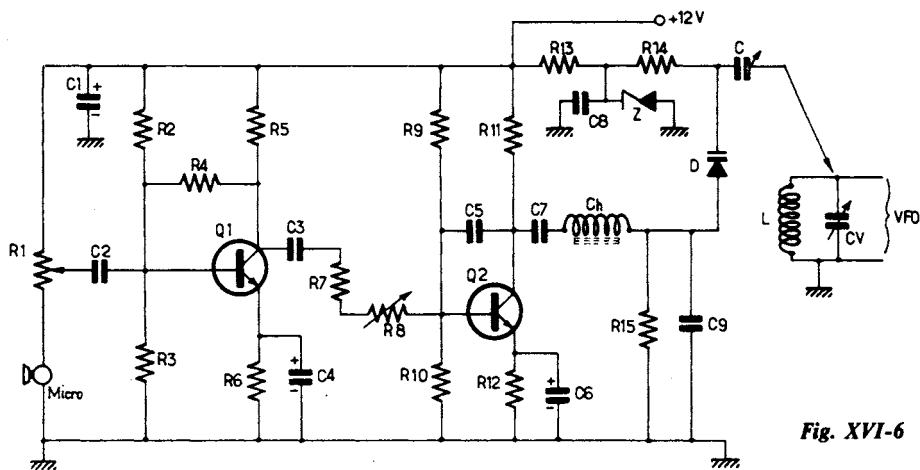 +12V
R13
R14
C
C1
+
-
R2
R5
R9
R11
C8
Z
R4
D
C5
C7
Ch
L
CV
VFO
Q1
C3
R1
C2
R7
Q2
R8
R15
C9
R3
Micro
R6
+
-
C4
R10
R12
+
-
C6
Fig. XVI-6